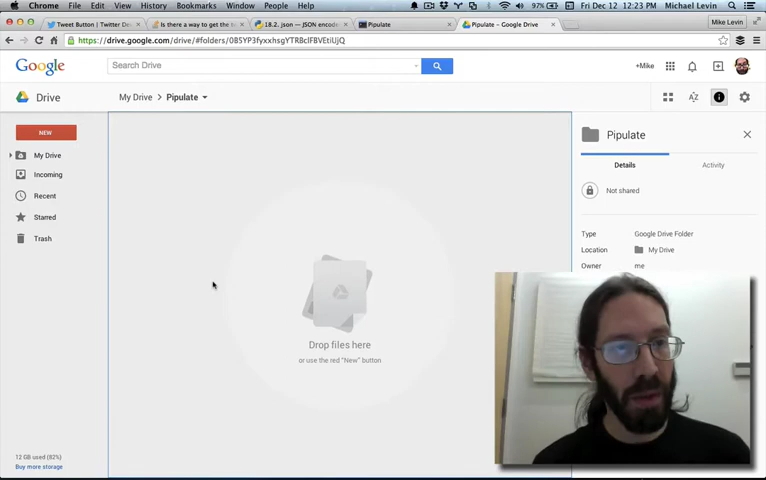 Chrome File Edit View History Bookmarks Window People Help 97% Fri Dec 12 12:23 PM Michael Levin
Tweet Button | Twitter De Is there a way to get the b 18.2. json — JSON encode Pipulate Pipulate – Google Drive Mike Levin
https://drive.google.com/drive/#folders/0B5YP3fyxxhsgYTRBclFBVEtiUjQ
Google Search Drive +Mike
Drive My Drive > Pipulate
NEW
My Drive
Incoming
Recent
Starred
Trash
Drop files here
or use the red "New" button
12 GB used (82%)
Buy more storage
Pipulate
Details Activity
Not shared
Type Google Drive Folder
Location My Drive
Owner me